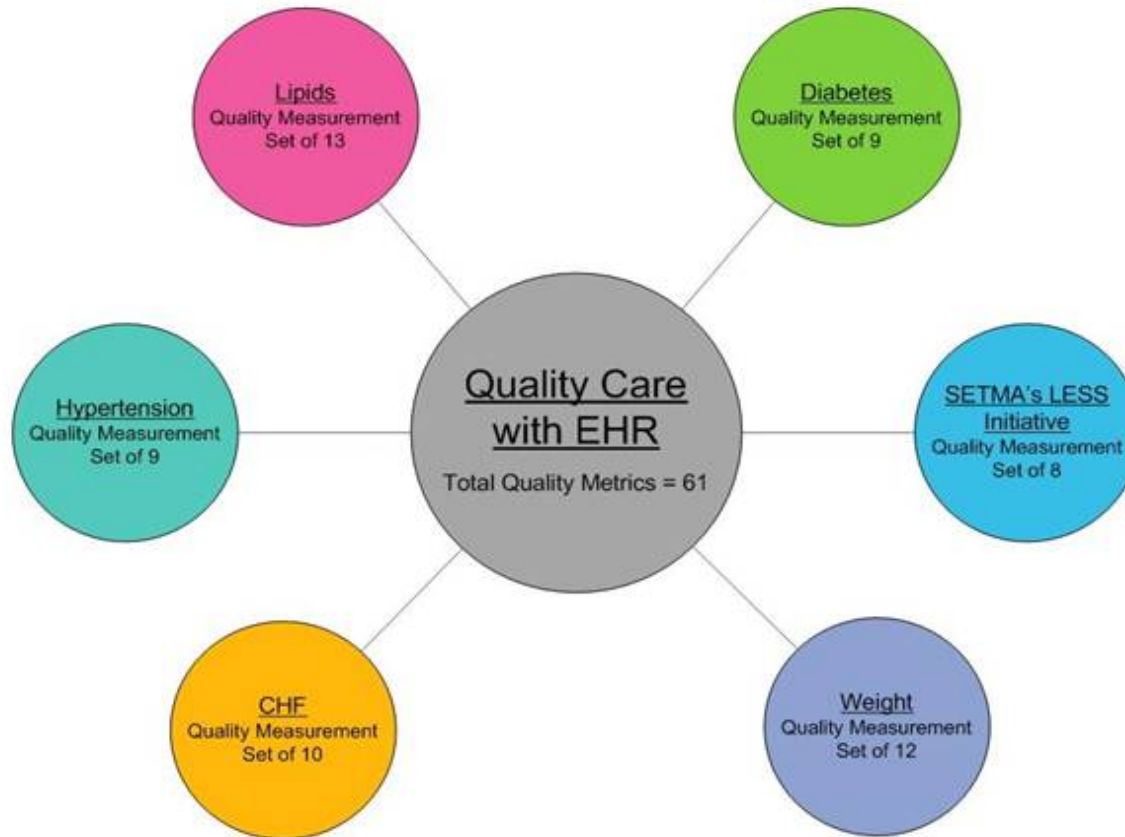 Lipids
Quality Measurement
Set of 13
Diabetes
Quality Measurement
Set of 9
Hypertension
Quality Measurement
Set of 9
Quality Care
with EHR
Total Quality Metrics = 61
SETMA's LESS
Initiative
Quality Measurement
Set of 8
CHF
Quality Measurement
Set of 10
Weight
Quality Measurement
Set of 12